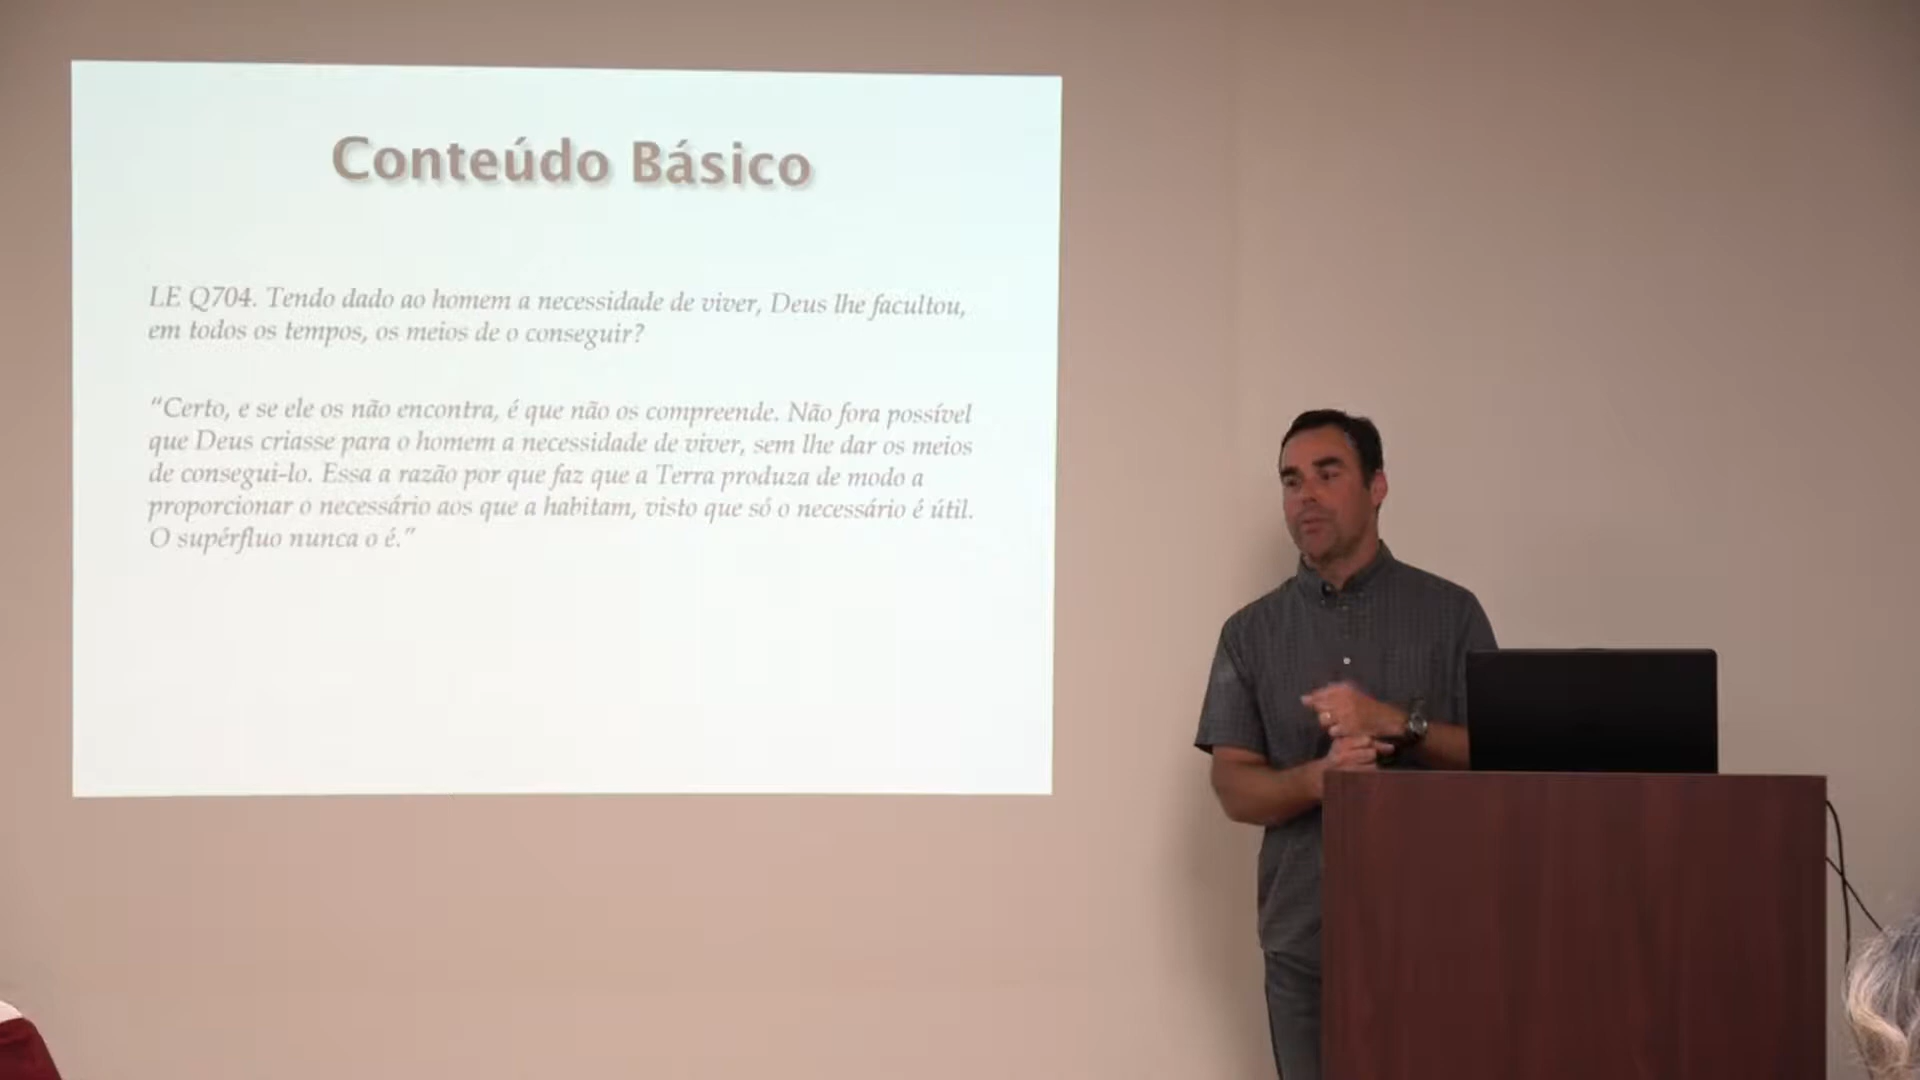 Conteúdo Básico
LE Q704. Tendo dado ao homem a necessidade de viver, Deus lhe facultou,
em todos os tempos, os meios de o conseguir?
“Certo, e se ele os não encontra, é que não os compreende. Não fora possível
que Deus criasse para o homem a necessidade de viver, sem lhe dar os meios
de consegui-lo. Essa a razão por que faz que a Terra produza de modo a
proporcionar o necessário aos que a habitam, visto que só o necessário é útil.
O supérfluo nunca o é.”